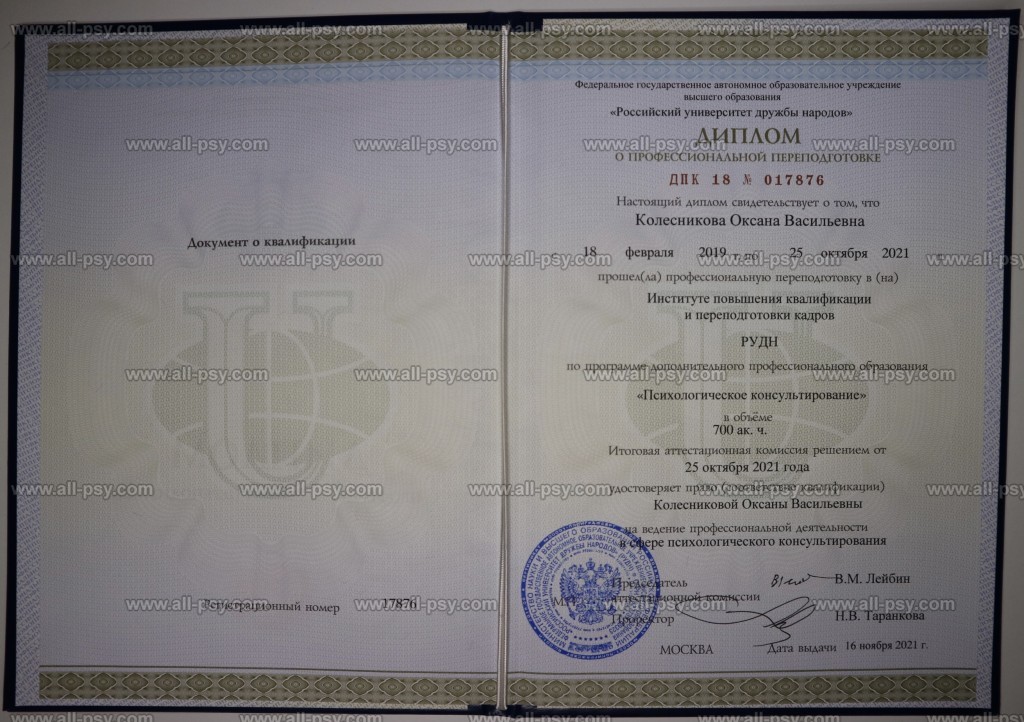 Документ о квалификации
Регистрационный номер 17876
Федеральное государственное автономное образовательное учреждение
высшего образования
«Российский университет дружбы народов»
ДИПЛОМ
О ПРОФЕССИОНАЛЬНОЙ ПЕРЕПОДГОТОВКЕ
ДПК 18 № 017876
Настоящий диплом свидетельствует о том, что
Колесникова Оксана Васильевна
с 18 февраля 2019 г. по 25 октября 2021 г.
прошел(ла) профессиональную переподготовку в (на)
Институте повышения квалификации
и переподготовки кадров
РУДН
по программе дополнительного профессионального образования
«Психологическое консультирование»
в объёме
700 ак. ч.
Итоговая аттестационная комиссия решением от
25 октября 2021 года
удостоверяет право (соответствие квалификации)
Колесниковой Оксаны Васильевны
на ведение профессиональной деятельности
в сфере психологического консультирования
Председатель
аттестационной комиссии
В.М. Лейбин
Проректор
Н.В. Таранкова
МОСКВА
Дата выдачи 16 ноября 2021 г.
www.all-psy.com